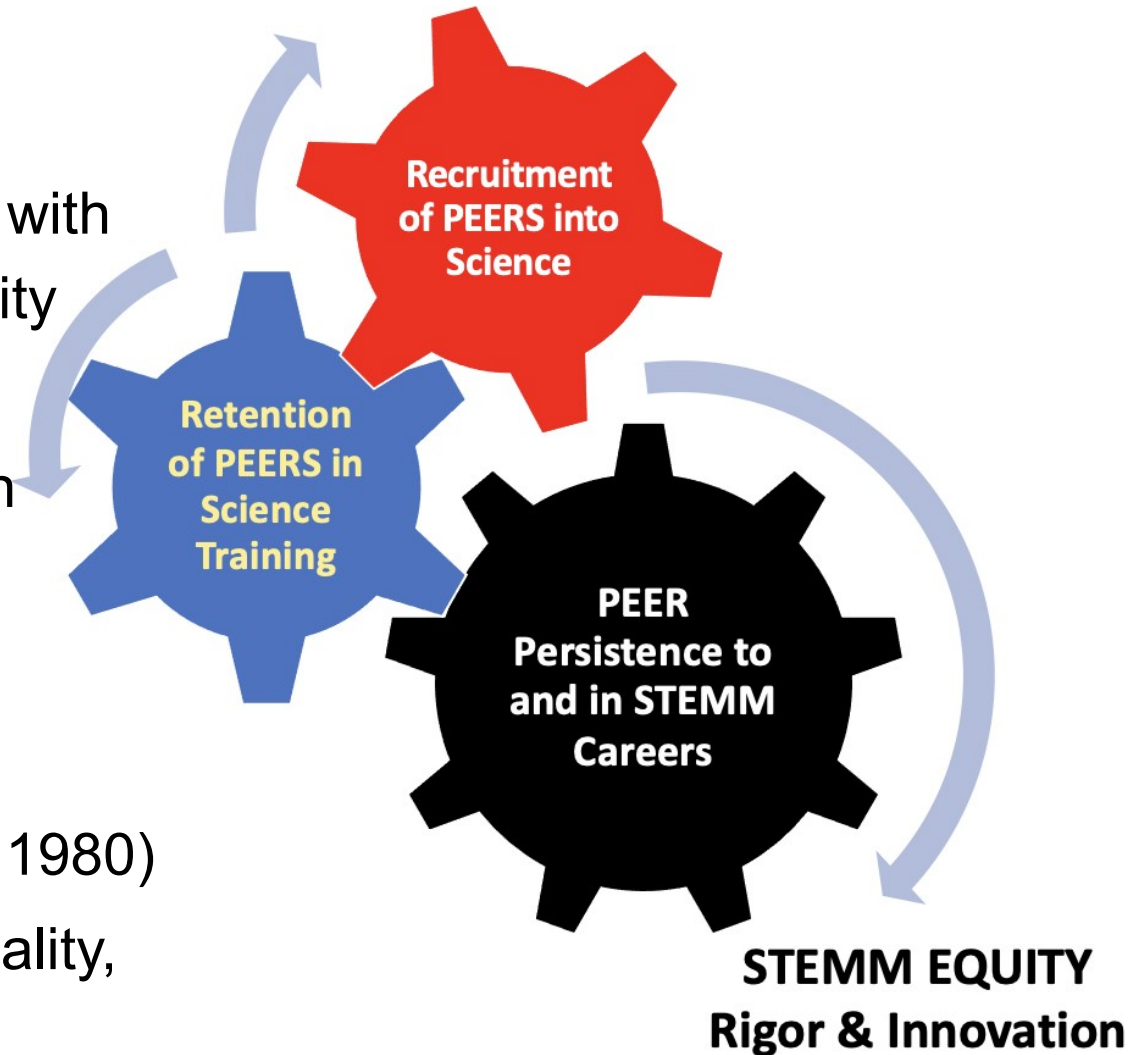 with
ity
n
1980)
ality,
Recruitment
of PEERS into
Science
Retention
of PEERS in
Science
Training
PEER
Persistence to
and in STEMM
Careers
STEMM EQUITY
Rigor & Innovation